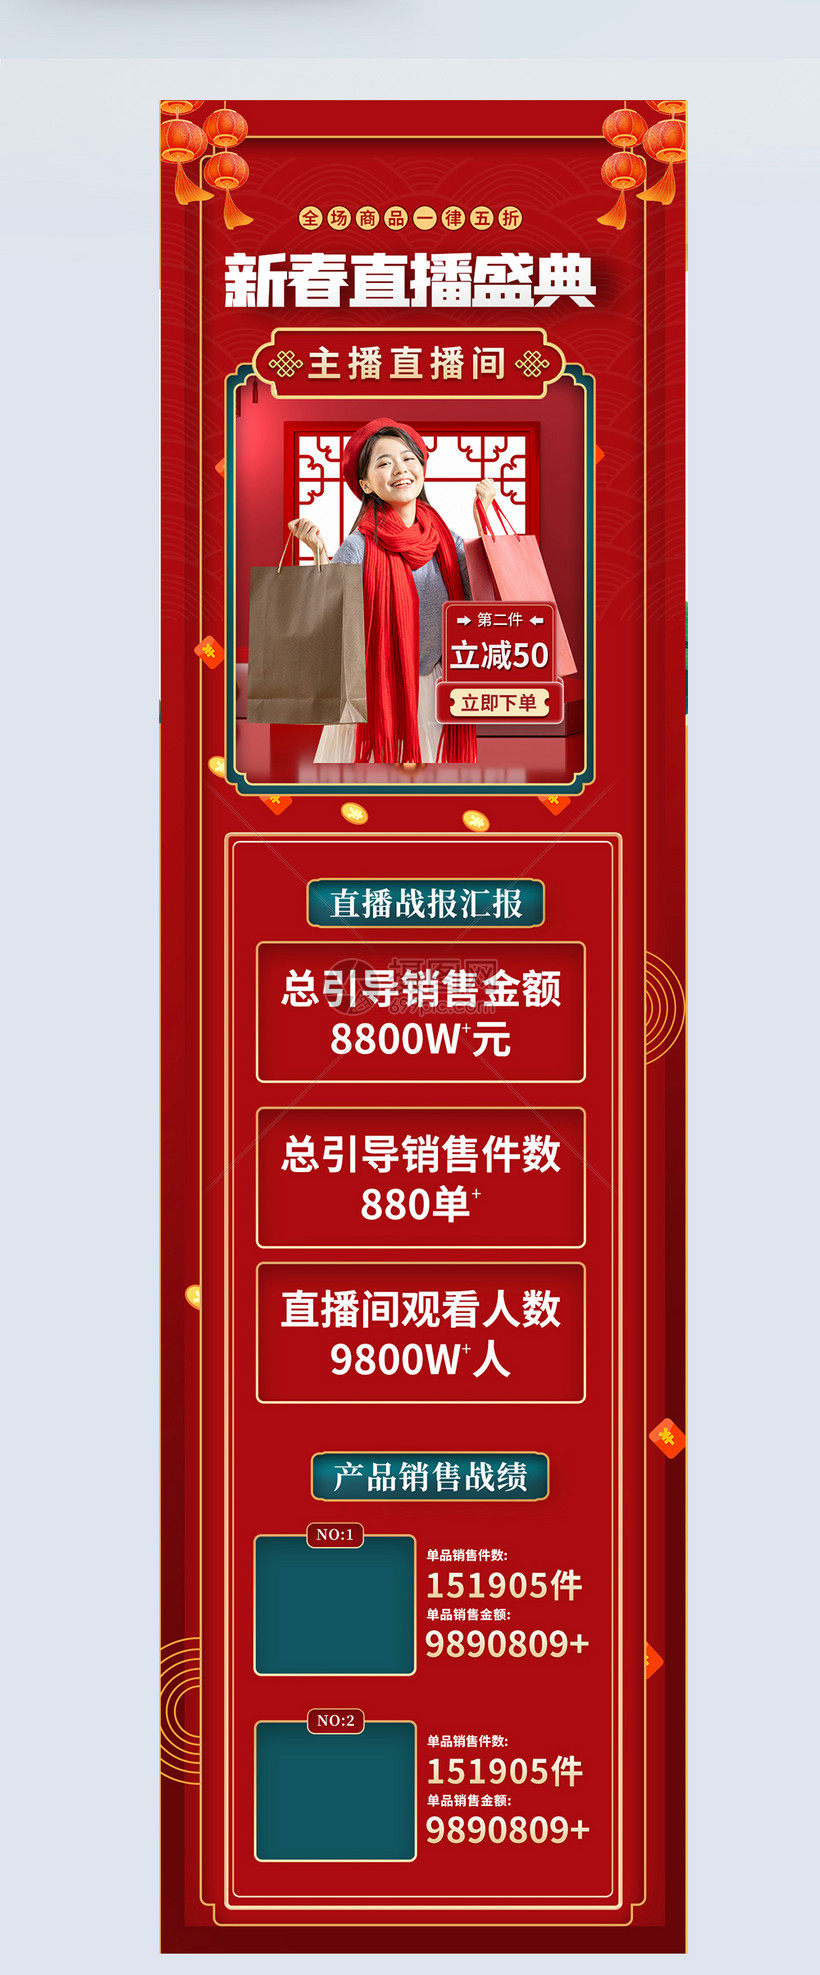 全场商品一律五折
新春直播盛典
主播直播间
第二件
立减50
立即下单
直播战报汇报
摄图网
699pic.com
总引导销售金额
8800W+元
总引导销售件数
880单+
直播间观看人数
9800W+人
产品销售战绩
NO:1
单品销售件数:
151905件
单品销售金额:
9890809+
NO:2
单品销售件数:
151905件
单品销售金额:
9890809+